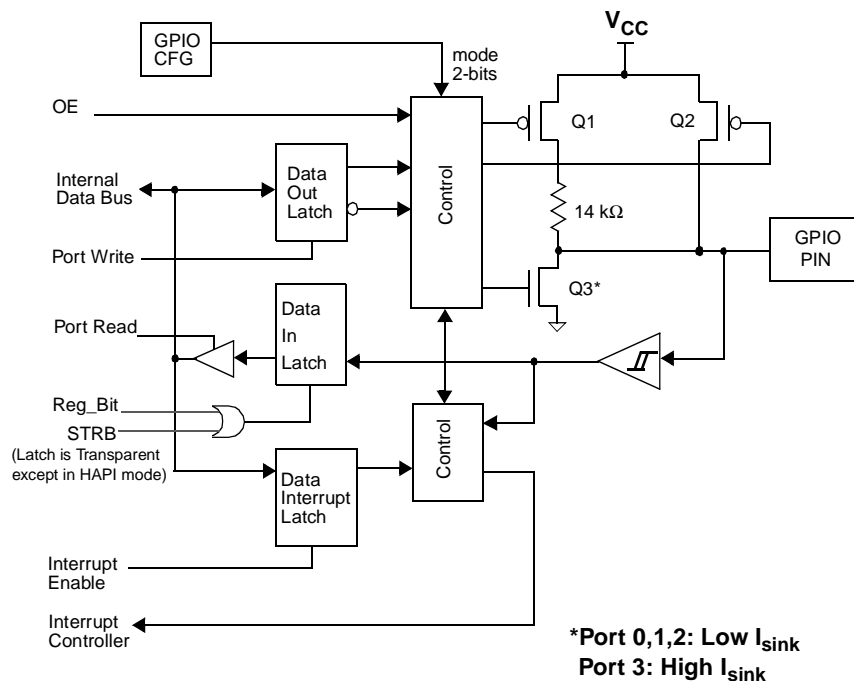 GPIO
CFG
mode
2-bits
VCC
OE
Q1
Q2
Control
Data
Out
Latch
Internal
Data Bus
14 kΩ
GPIO
PIN
Port Write
Q3*
Data
In
Latch
Port Read
Reg_Bit
STRB
(Latch is Transparent
except in HAPI mode)
Control
Data
Interrupt
Latch
Interrupt
Enable
Interrupt
Controller
*Port 0,1,2: Low Isink
Port 3: High Isink